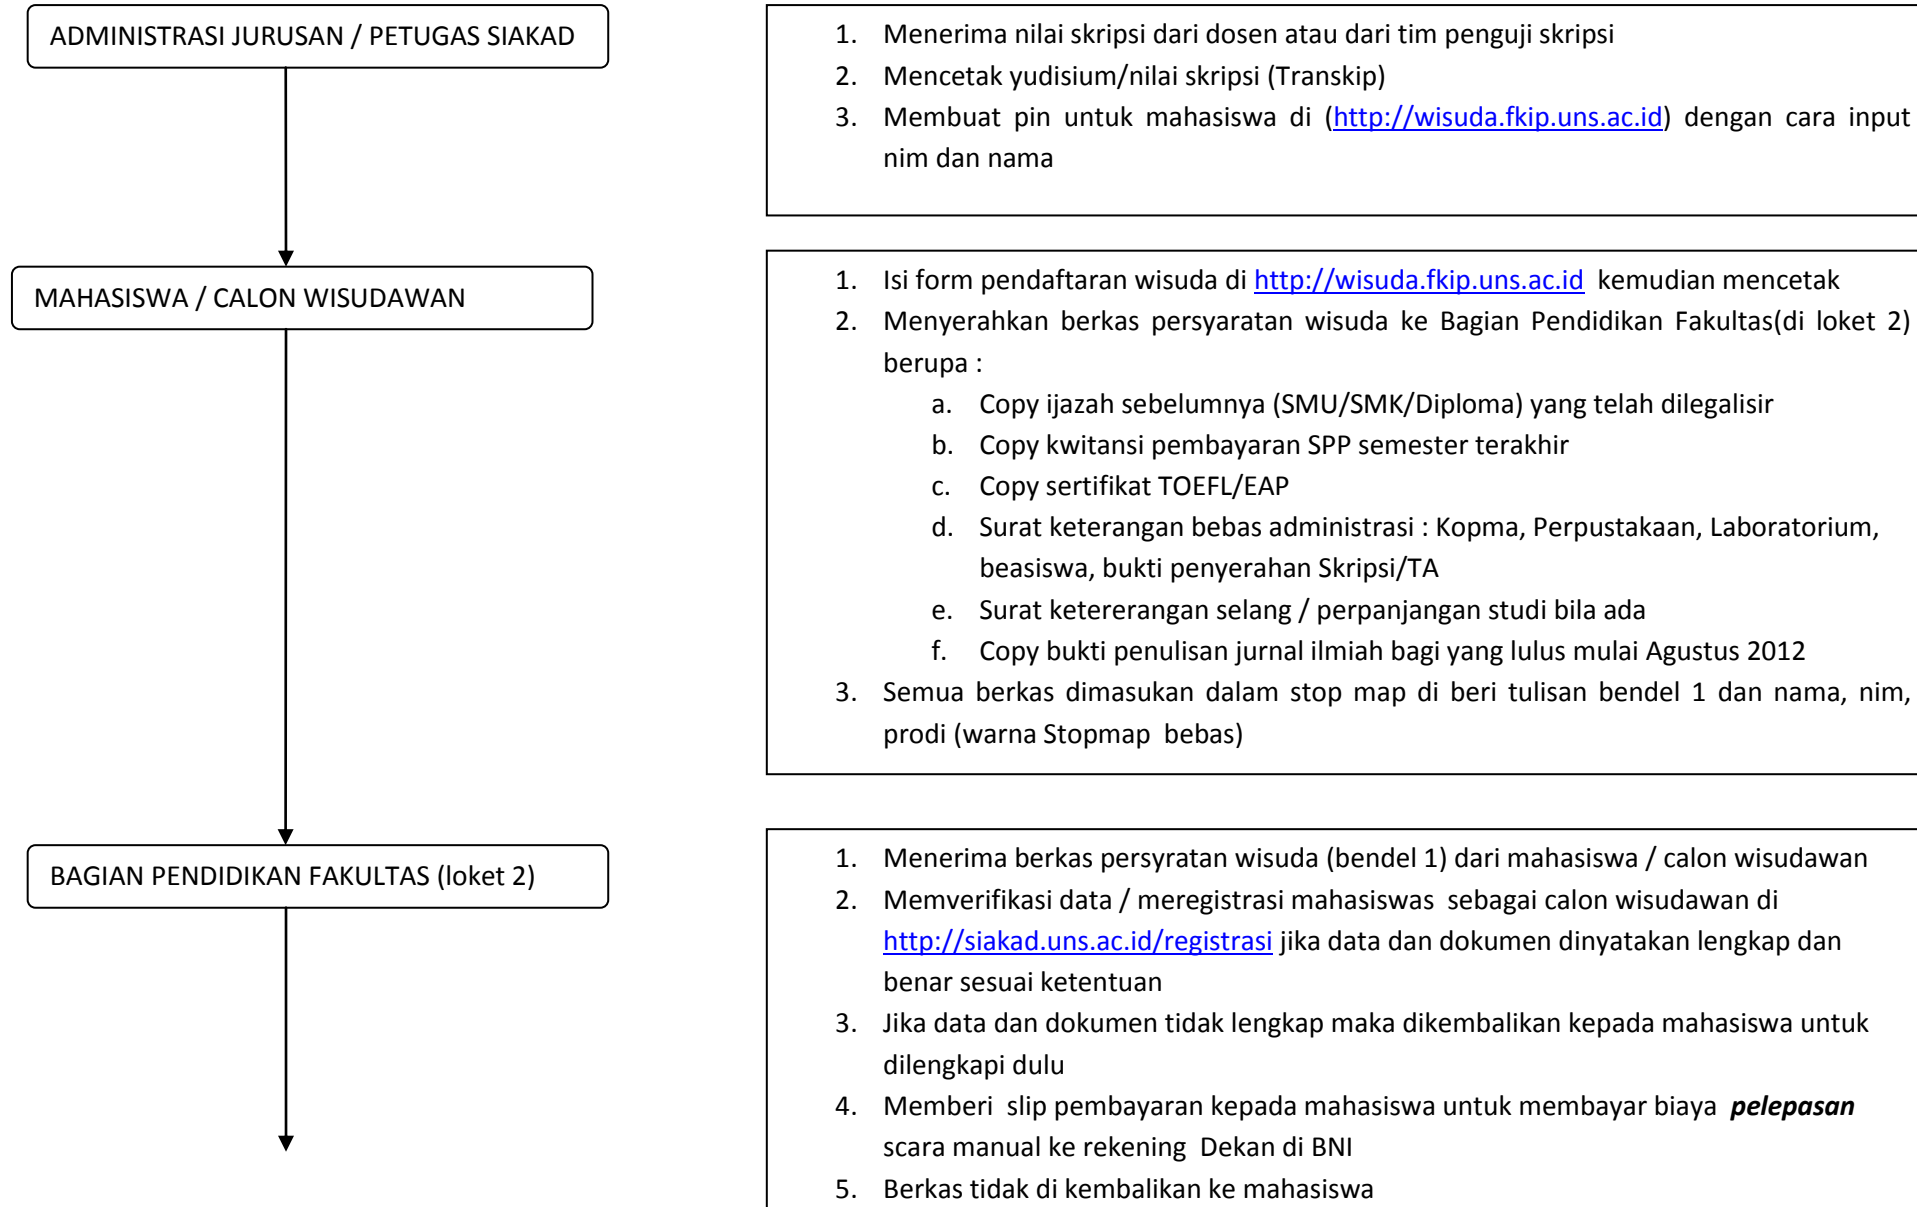 ADMINISTRASI JURUSAN / PETUGAS SIAKAD
1. Menerima nilai skripsi dari dosen atau dari tim penguji skripsi
2. Mencetak yudisium/nilai skripsi (Transkip)
3. Membuat pin untuk mahasiswa di (http://wisuda.fkip.uns.ac.id) dengan cara input
nim dan nama
MAHASISWA / CALON WISUDAWAN
1. Isi form pendaftaran wisuda di http://wisuda.fkip.uns.ac.id kemudian mencetak
2. Menyerahkan berkas persyaratan wisuda ke Bagian Pendidikan Fakultas(di loket 2)
berupa :
a. Copy ijazah sebelumnya (SMU/SMK/Diploma) yang telah dilegalisir
b. Copy kwitansi pembayaran SPP semester terakhir
c. Copy sertifikat TOEFL/EAP
d. Surat keterangan bebas administrasi : Kopma, Perpustakaan, Laboratorium,
beasiswa, bukti penyerahan Skripsi/TA
e. Surat ketererangan selang / perpanjangan studi bila ada
f. Copy bukti penulisan jurnal ilmiah bagi yang lulus mulai Agustus 2012
3. Semua berkas dimasukan dalam stop map di beri tulisan bendel 1 dan nama, nim,
prodi (warna Stopmap bebas)
BAGIAN PENDIDIKAN FAKULTAS (loket 2)
1. Menerima berkas persyratan wisuda (bendel 1) dari mahasiswa / calon wisudawan
2. Memverifikasi data / meregistrasi mahasiswas sebagai calon wisudawan di
http://siakad.uns.ac.id/registrasi jika data dan dokumen dinyatakan lengkap dan
benar sesuai ketentuan
3. Jika data dan dokumen tidak lengkap maka dikembalikan kepada mahasiswa untuk
dilengkapi dulu
4. Memberi slip pembayaran kepada mahasiswa untuk membayar biaya pelepasan
scara manual ke rekening Dekan di BNI
5. Berkas tidak di kembalikan ke mahasiswa